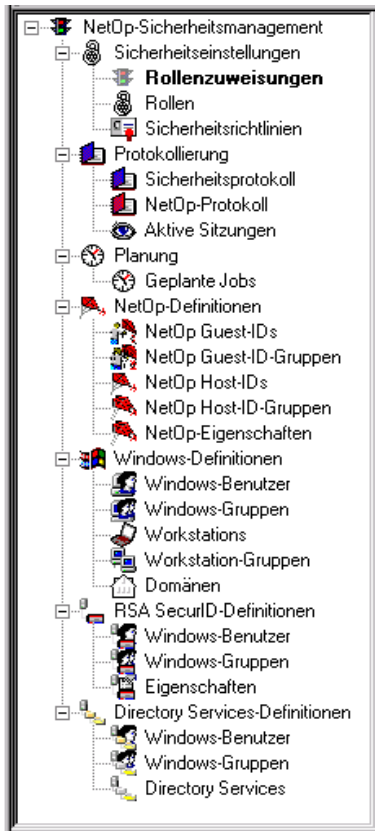 NetOp-Sicherheitsmanagement
Sicherheitseinstellungen
Rollenzuweisungen
Rollen
Sicherheitsrichtlinien
Protokollierung
Sicherheitsprotokoll
NetOp-Protokoll
Aktive Sitzungen
Planung
Geplante Jobs
NetOp-Definitionen
NetOp Guest-IDs
NetOp Guest-ID-Gruppen
NetOp Host-IDs
NetOp Host-ID-Gruppen
NetOp-Eigenschaften
Windows-Definitionen
Windows-Benutzer
Windows-Gruppen
Workstations
Workstation-Gruppen
Domänen
RSA SecurID-Definitionen
Windows-Benutzer
Windows-Gruppen
Eigenschaften
Directory Services-Definitionen
Windows-Benutzer
Windows-Gruppen
Directory Services